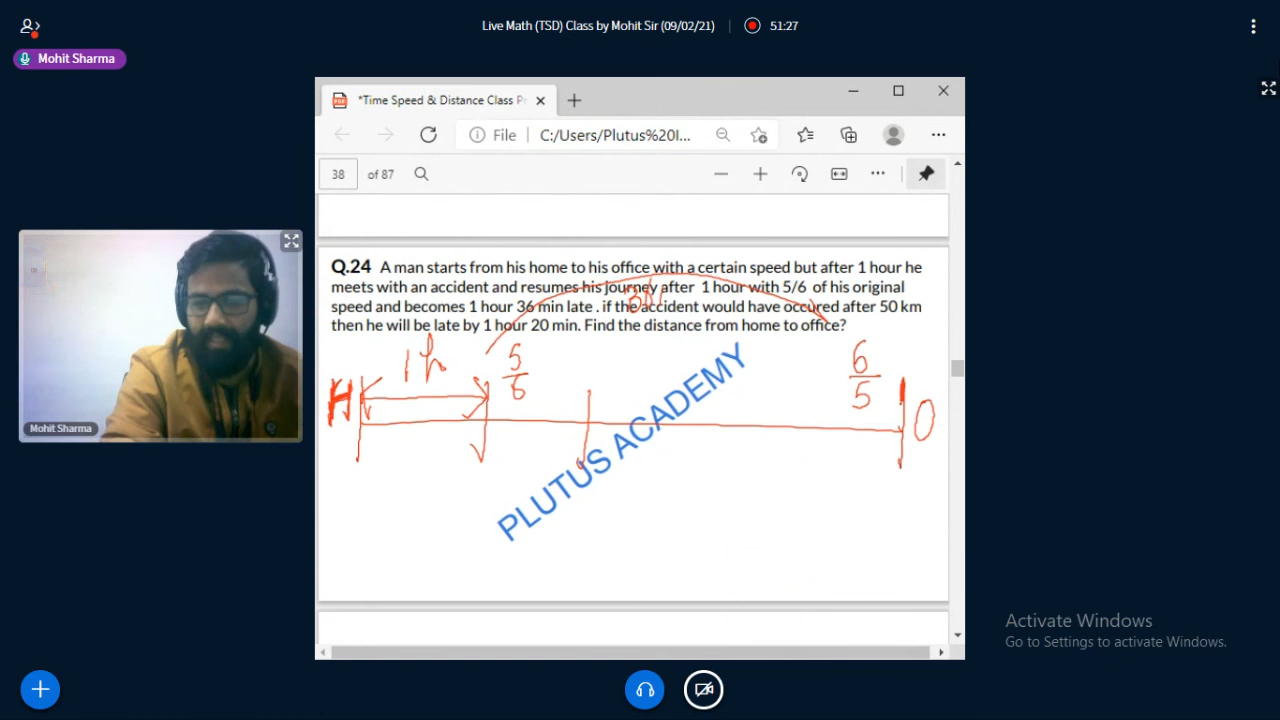 Live Math (TSD) Class by Mohit Sir (09/02/21)
51:27
Mohit Sharma
*Time Speed & Distance Class Pr
File
C:/Users/Plutus%20I...
38
of 87
Q.24 A man starts from his home to his office with a certain speed but after 1 hour he
meets with an accident and resumes his journey after 1 hour with 5/6 of his original
speed and becomes 1 hour 36 min late . if the accident would have occured after 50 km
then he will be late by 1 hour 20 min. Find the distance from home to office?
1h
5/6
6/5
H
O
PLUTUS ACADEMY
Mohit Sharma
Activate Windows
Go to Settings to activate Windows.